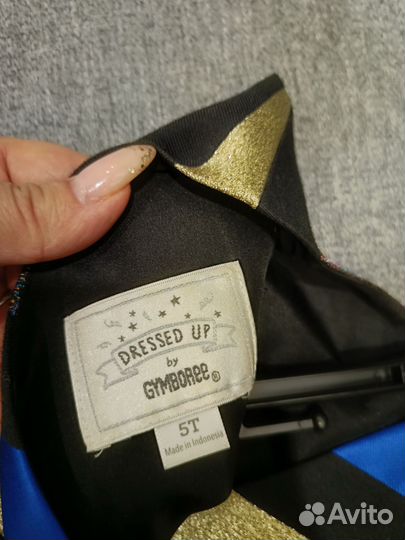 DRESSED UP
by
GYMBOREE®
5T
Made in Indonesia
Avito